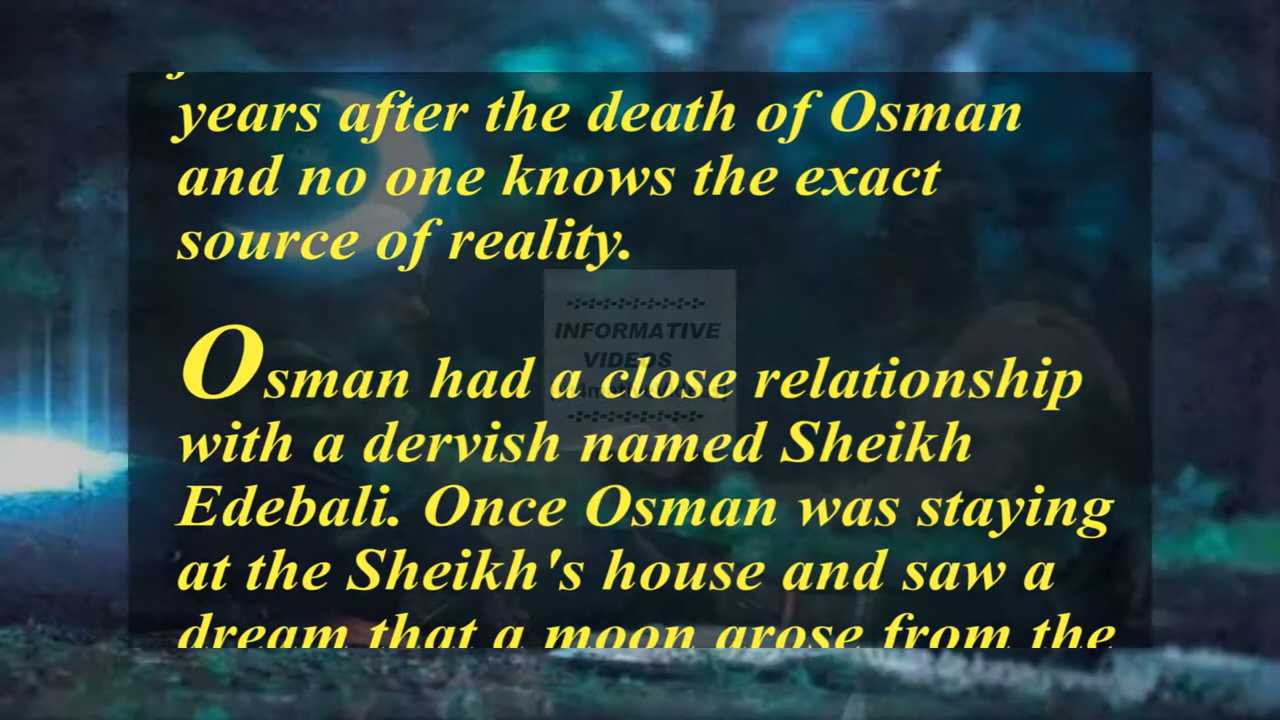 years after the death of Osman
and no one knows the exact
source of reality.
INFORMATIVE
VIDEOS
Osman had a close relationship
with a dervish named Sheikh
Edebali. Once Osman was staying
at the Sheikh's house and saw a
dream that a moon arose from the